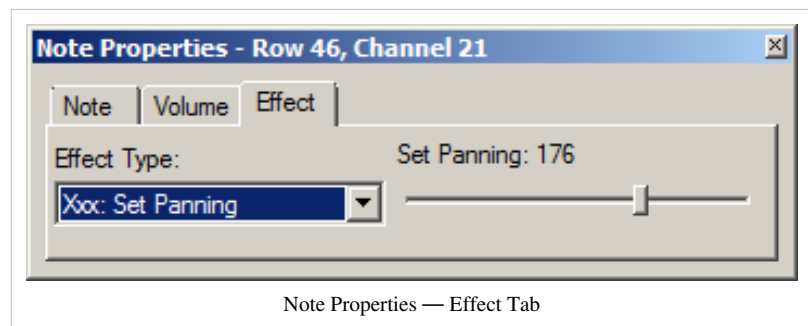 Note Properties - Row 46, Channel 21
Note Volume Effect
Effect Type:
Set Panning: 176
Xxx: Set Panning
Note Properties — Effect Tab